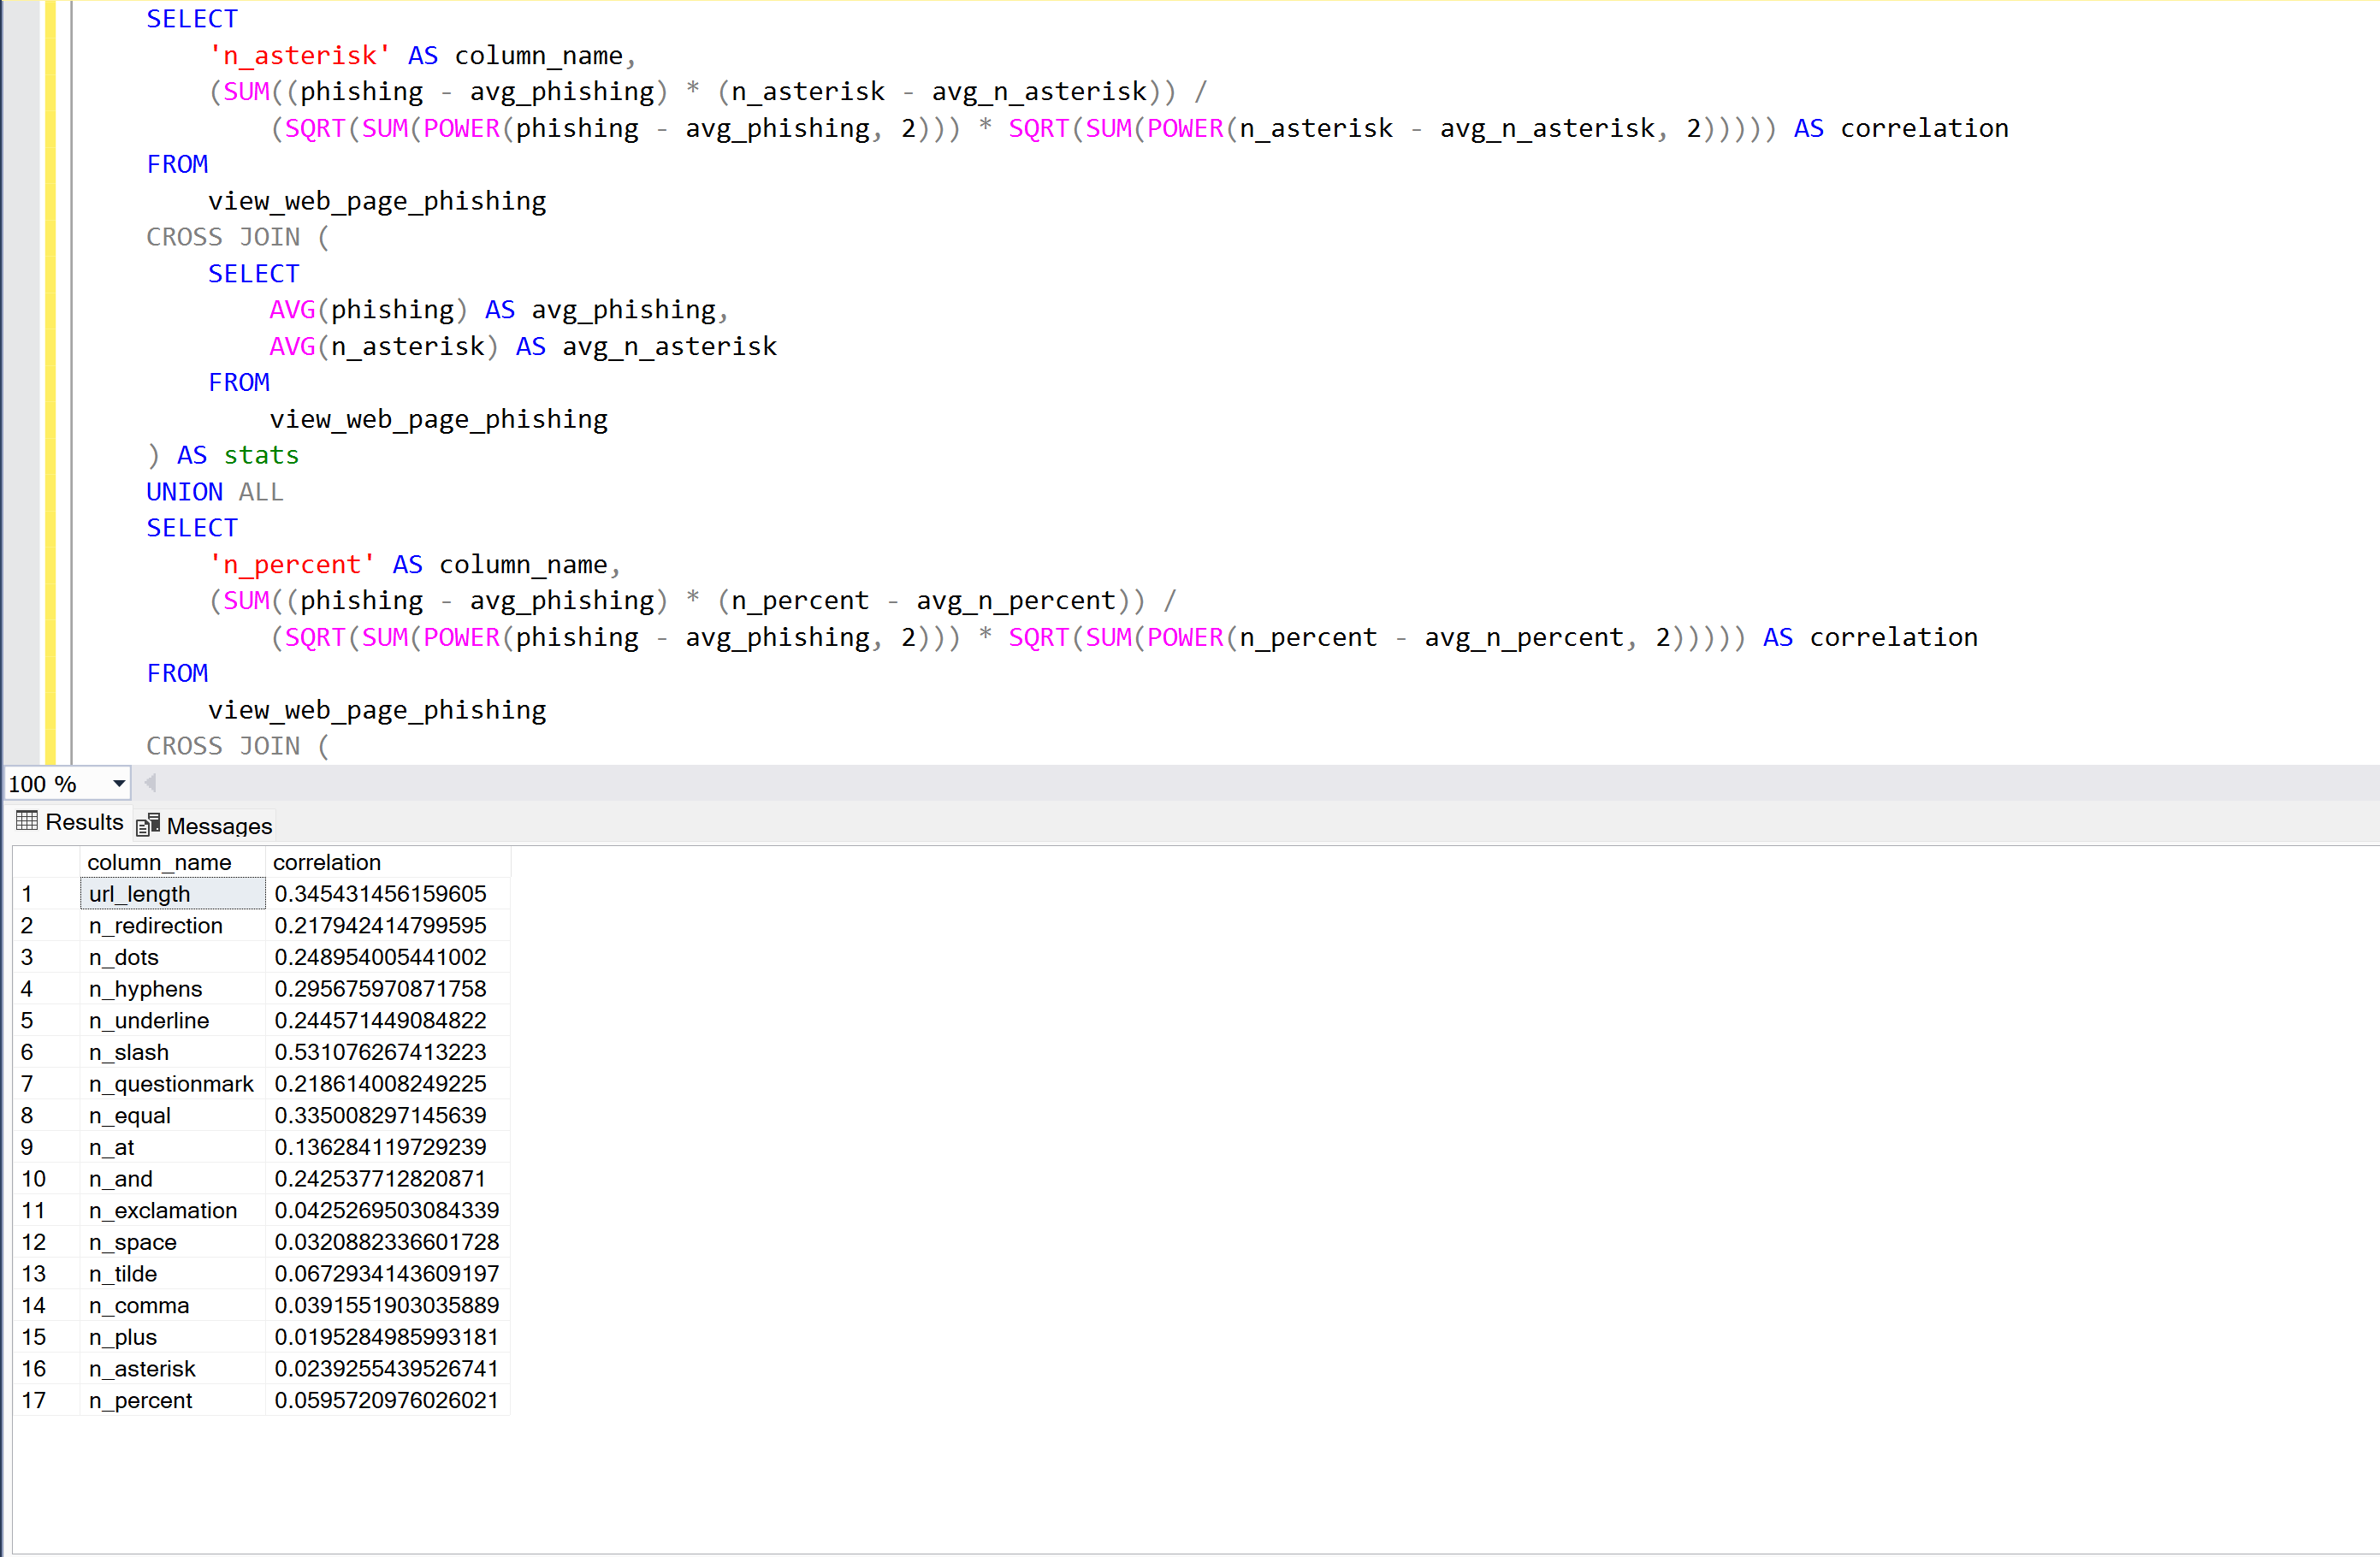 SELECT
'n_asterisk' AS column_name,
(SUM((phishing - avg_phishing) * (n_asterisk - avg_n_asterisk)) /
(SQRT(SUM(POWER(phishing - avg_phishing, 2))) * SQRT(SUM(POWER(n_asterisk - avg_n_asterisk, 2))))) AS correlation
FROM
view_web_page_phishing
CROSS JOIN (
SELECT
AVG(phishing) AS avg_phishing,
AVG(n_asterisk) AS avg_n_asterisk
FROM
view_web_page_phishing
) AS stats
UNION ALL
SELECT
'n_percent' AS column_name,
(SUM((phishing - avg_phishing) * (n_percent - avg_n_percent)) /
(SQRT(SUM(POWER(phishing - avg_phishing, 2))) * SQRT(SUM(POWER(n_percent - avg_n_percent, 2))))) AS correlation
FROM
view_web_page_phishing
CROSS JOIN (
100 %
Results Messages
column_name correlation
1 url_length 0.345431456159605
2 n_redirection 0.217942414799595
3 n_dots 0.248954005441002
4 n_hyphens 0.295675970871758
5 n_underline 0.244571449084822
6 n_slash 0.531076267413223
7 n_questionmark 0.218614008249225
8 n_equal 0.335008297145639
9 n_at 0.136284119729239
10 n_and 0.242537712820871
11 n_exclamation 0.0425269503084339
12 n_space 0.0320882336601728
13 n_tilde 0.0672934143609197
14 n_comma 0.0391551903035889
15 n_plus 0.0195284985993181
16 n_asterisk 0.0239255439526741
17 n_percent 0.0595720976026021